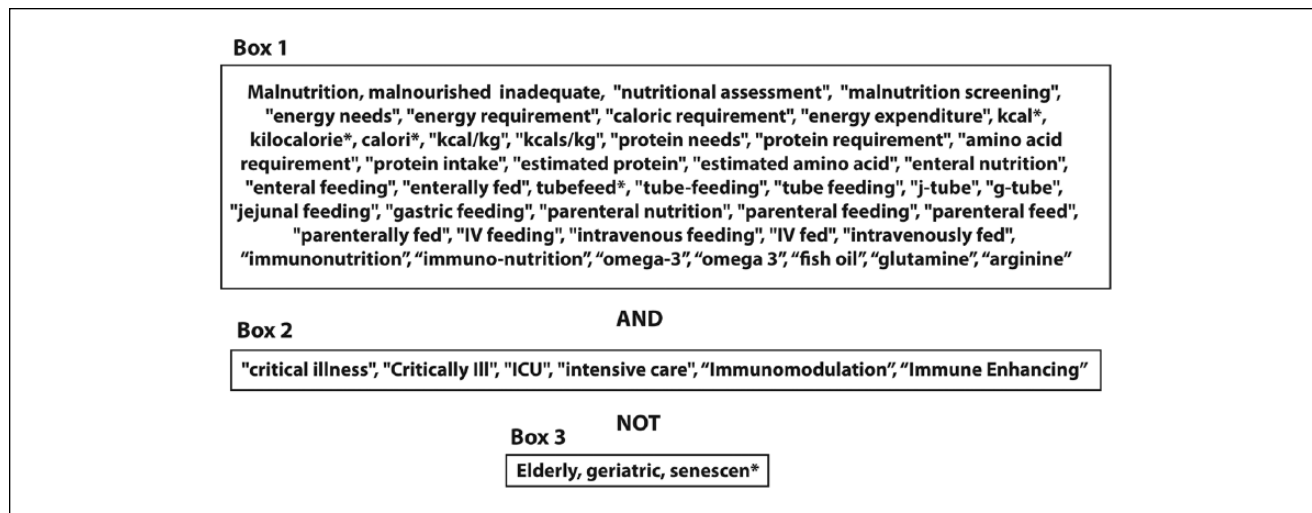 Box 1
Malnutrition, malnourished inadequate, "nutritional assessment", "malnutrition screening",
"energy needs", "energy requirement", "caloric requirement", "energy expenditure", kcal*,
kilocalorie*, calori*, "kcal/kg", "kcals/kg", "protein needs", "protein requirement", "amino acid
requirement", "protein intake", "estimated protein", "estimated amino acid", "enteral nutrition",
"enteral feeding", "enterally fed", tubefeed*, "tube-feeding", "tube feeding", "j-tube", "g-tube",
"jejunal feeding", "gastric feeding", "parenteral nutrition", "parenteral feeding", "parenteral feed",
"parenterally fed", "IV feeding", "intravenous feeding", "IV fed", "intravenously fed",
“immunonutrition”, “immuno-nutrition”, “omega-3”, “omega 3”, “fish oil”, “glutamine”, “arginine”
AND
Box 2
"critical illness", "Critically Ill", "ICU", "intensive care", “Immunomodulation”, “Immune Enhancing”
NOT
Box 3
Elderly, geriatric, senescen*